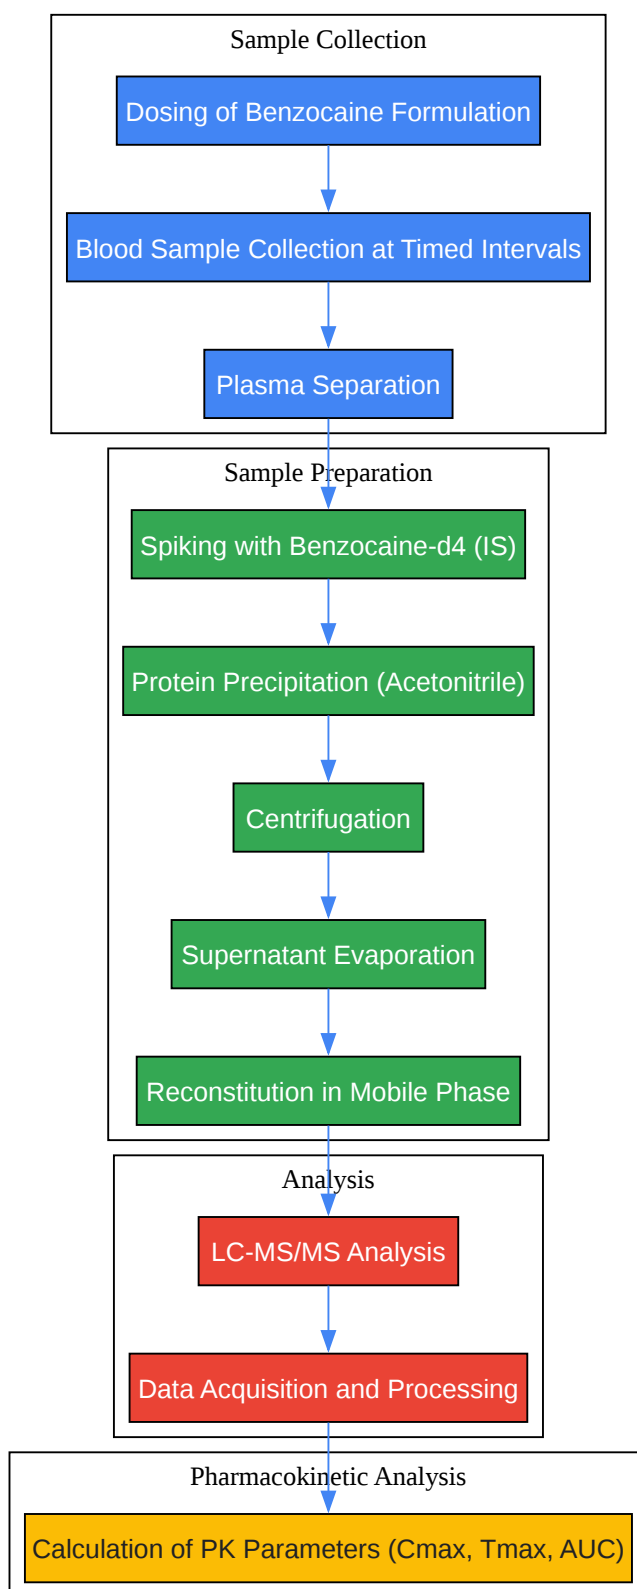 Sample Collection
Dosing of Benzocaine Formulation
Blood Sample Collection at Timed Intervals
Plasma Separation
Sample Preparation
Spiking with Benzocaine-d4 (IS)
Protein Precipitation (Acetonitrile)
Centrifugation
Supernatant Evaporation
Reconstitution in Mobile Phase
Analysis
LC-MS/MS Analysis
Data Acquisition and Processing
Pharmacokinetic Analysis
Calculation of PK Parameters (Cmax, Tmax, AUC)